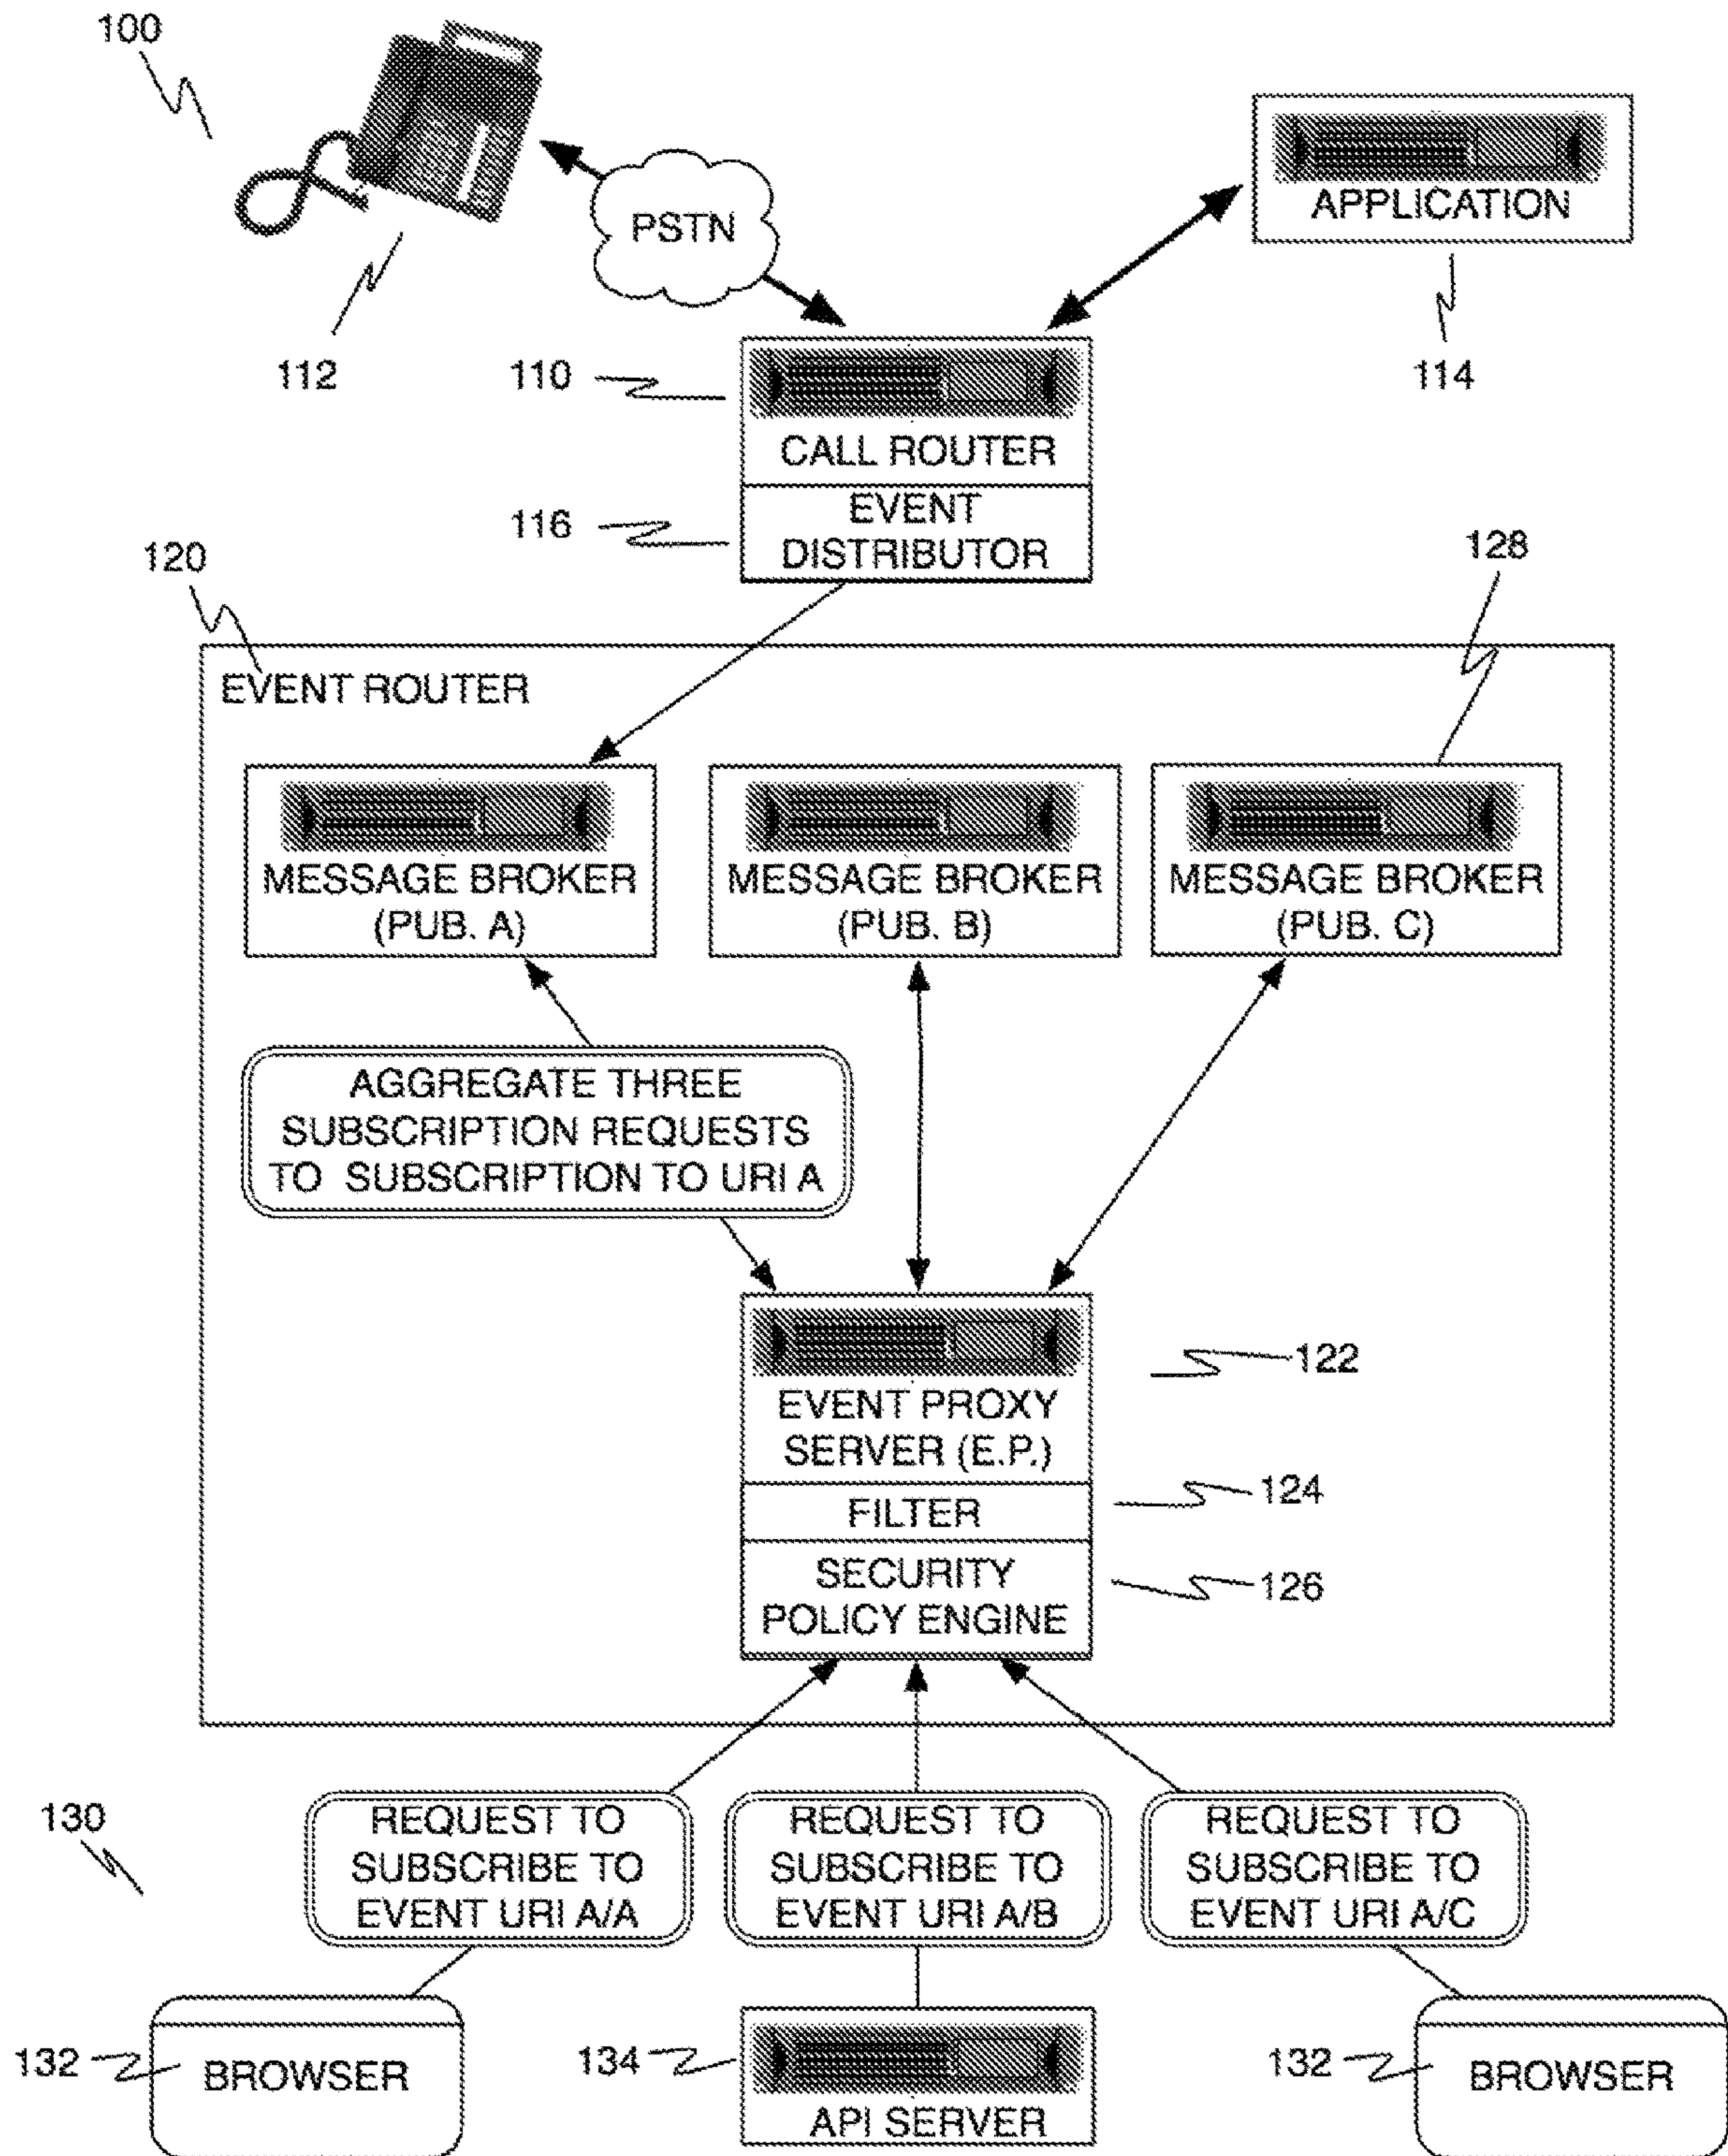 100
PSTN
APPLICATION
112
110
114
CALL ROUTER
116
EVENT
DISTRIBUTOR
120
128
EVENT ROUTER
MESSAGE BROKER
(PUB. A)
MESSAGE BROKER
(PUB. B)
MESSAGE BROKER
(PUB. C)
AGGREGATE THREE
SUBSCRIPTION REQUESTS
TO SUBSCRIPTION TO URI A
122
EVENT PROXY
SERVER (E.P.)
124
FILTER
SECURITY
POLICY ENGINE
126
130
REQUEST TO
SUBSCRIBE TO
EVENT URI A/A
REQUEST TO
SUBSCRIBE TO
EVENT URI A/B
REQUEST TO
SUBSCRIBE TO
EVENT URI A/C
132
BROWSER
134
API SERVER
132
BROWSER